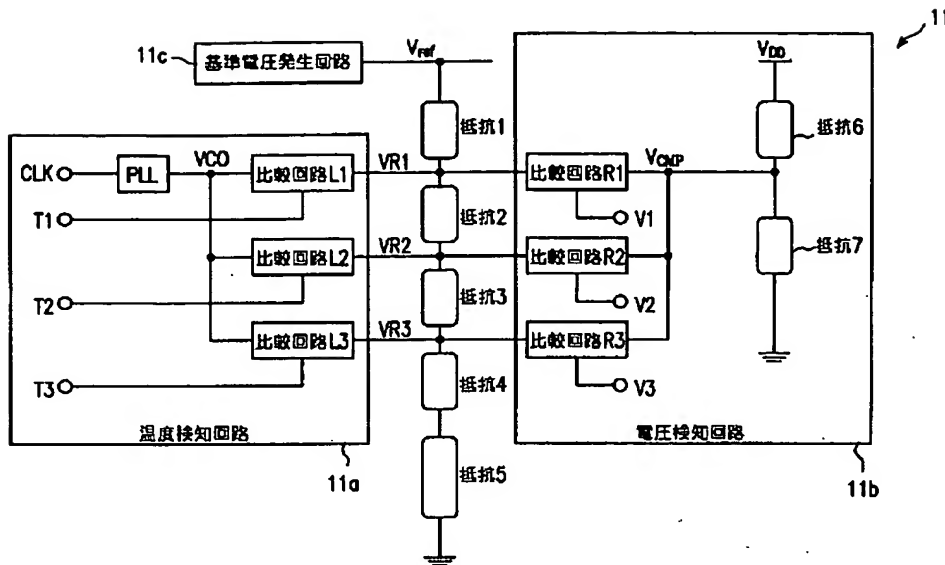 11
11c
基準電圧発生回路
Vref
VDD
抵抗1
抵抗6
CLK
PLL
VCO
比較回路L1
VR1
比較回路R1
VCMP
T1
抵抗2
V1
比較回路L2
VR2
比較回路R2
抵抗7
T2
抵抗3
V2
比較回路L3
VR3
比較回路R3
T3
抵抗4
V3
温度検知回路
電圧検知回路
11a
抵抗5
11b